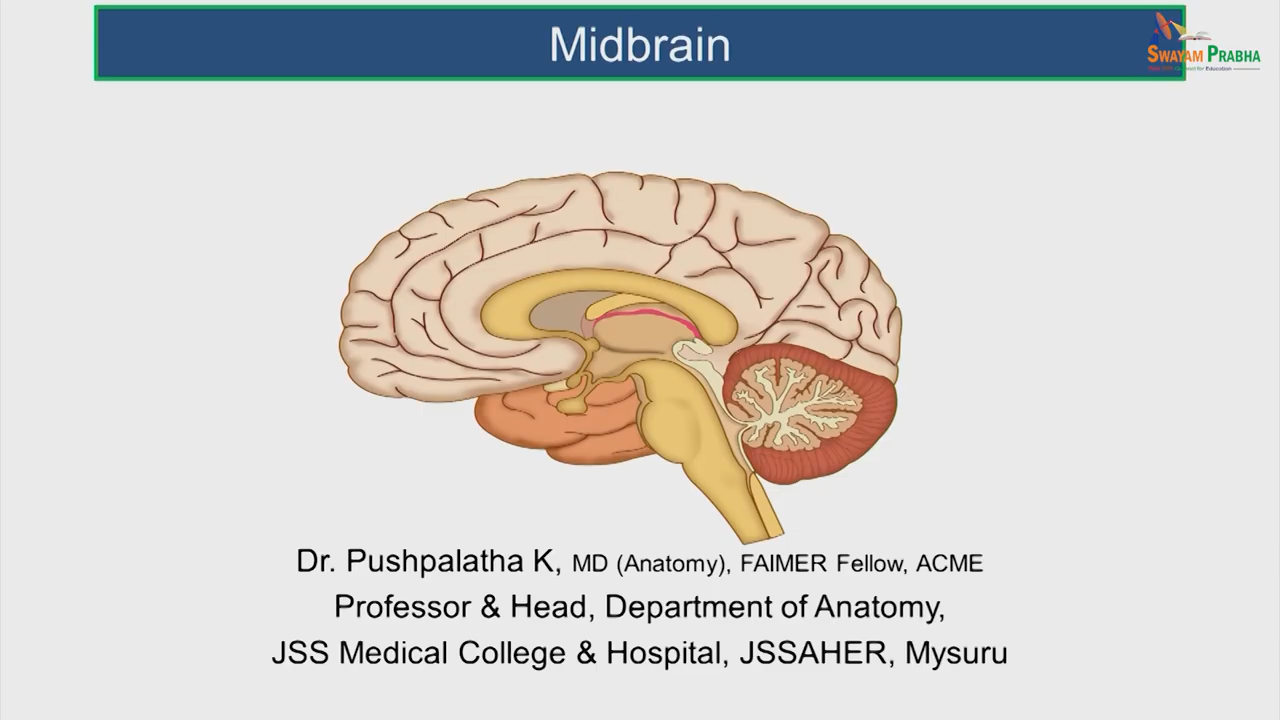 Midbrain
SWAYAM PRABHA
Dr. Pushpalatha K, MD (Anatomy), FAIMER Fellow, ACME
Professor & Head, Department of Anatomy,
JSS Medical College & Hospital, JSSAHER, Mysuru